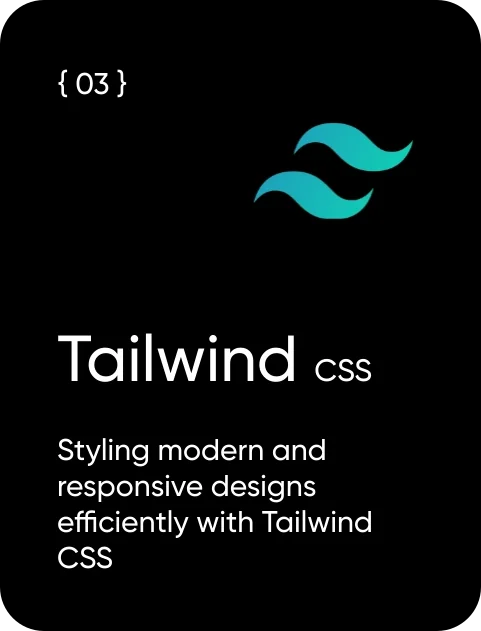 { 03 }
Tailwind CSS
Styling modern and
responsive designs
efficiently with Tailwind
CSS